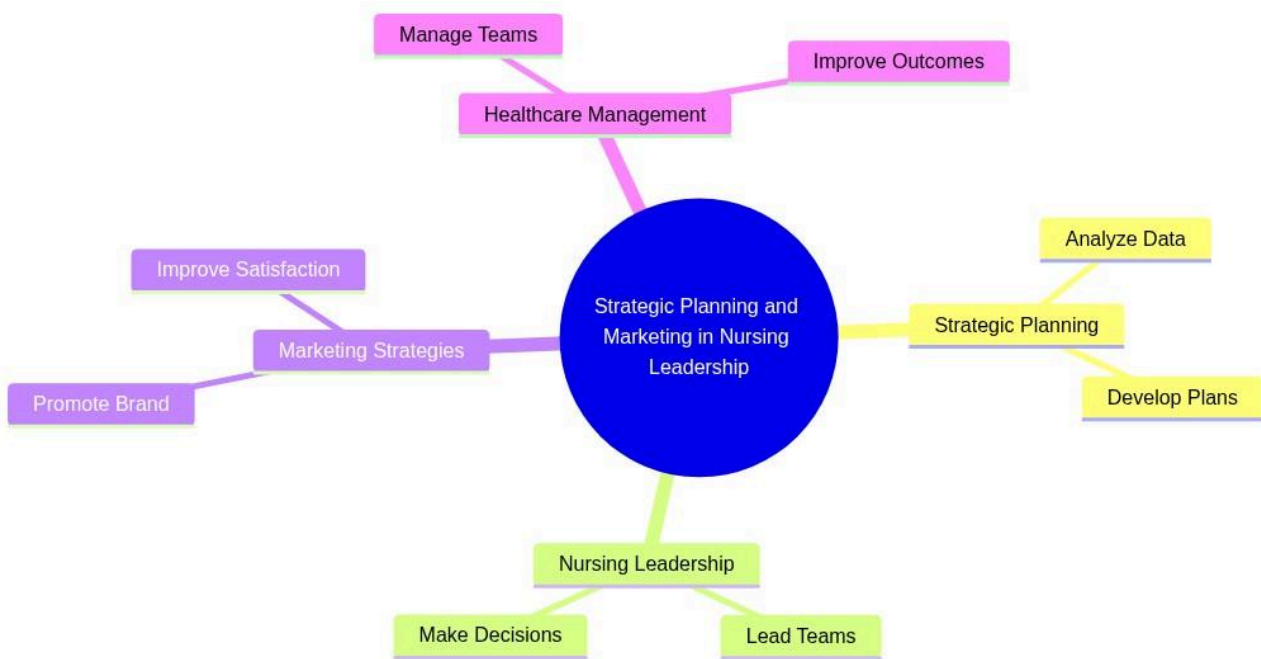 Manage Teams
Improve Outcomes
Healthcare Management
Analyze Data
Improve Satisfaction
Strategic Planning and
Marketing in Nursing
Leadership
Strategic Planning
Marketing Strategies
Develop Plans
Promote Brand
Nursing Leadership
Make Decisions
Lead Teams